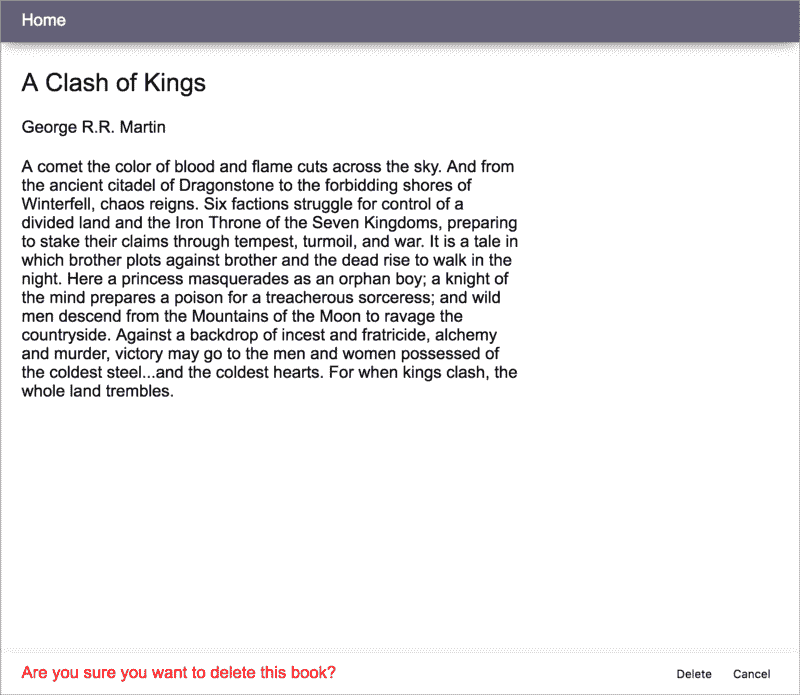 Home
A Clash of Kings
George R.R. Martin
A comet the color of blood and flame cuts across the sky. And from
the ancient citadel of Dragonstone to the forbidding shores of
Winterfell, chaos reigns. Six factions struggle for control of a
divided land and the Iron Throne of the Seven Kingdoms, preparing
to stake their claims through tempest, turmoil, and war. It is a tale in
which brother plots against brother and the dead rise to walk in the
night. Here a princess masquerades as an orphan boy; a knight of
the mind prepares a poison for a treacherous sorceress; and wild
men descend from the Mountains of the Moon to ravage the
countryside. Against a backdrop of incest and fratricide, alchemy
and murder, victory may go to the men and women possessed of
the coldest steel...and the coldest hearts. For when kings clash, the
whole land trembles.
Are you sure you want to delete this book?
Delete Cancel